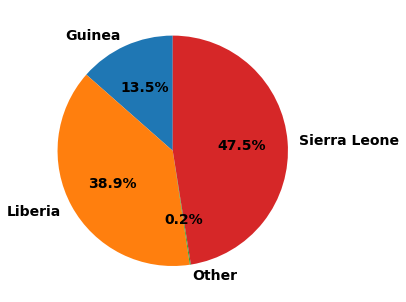 Guinea
13.5%
Sierra Leone
47.5%
38.9%
Liberia
0.2%
Other